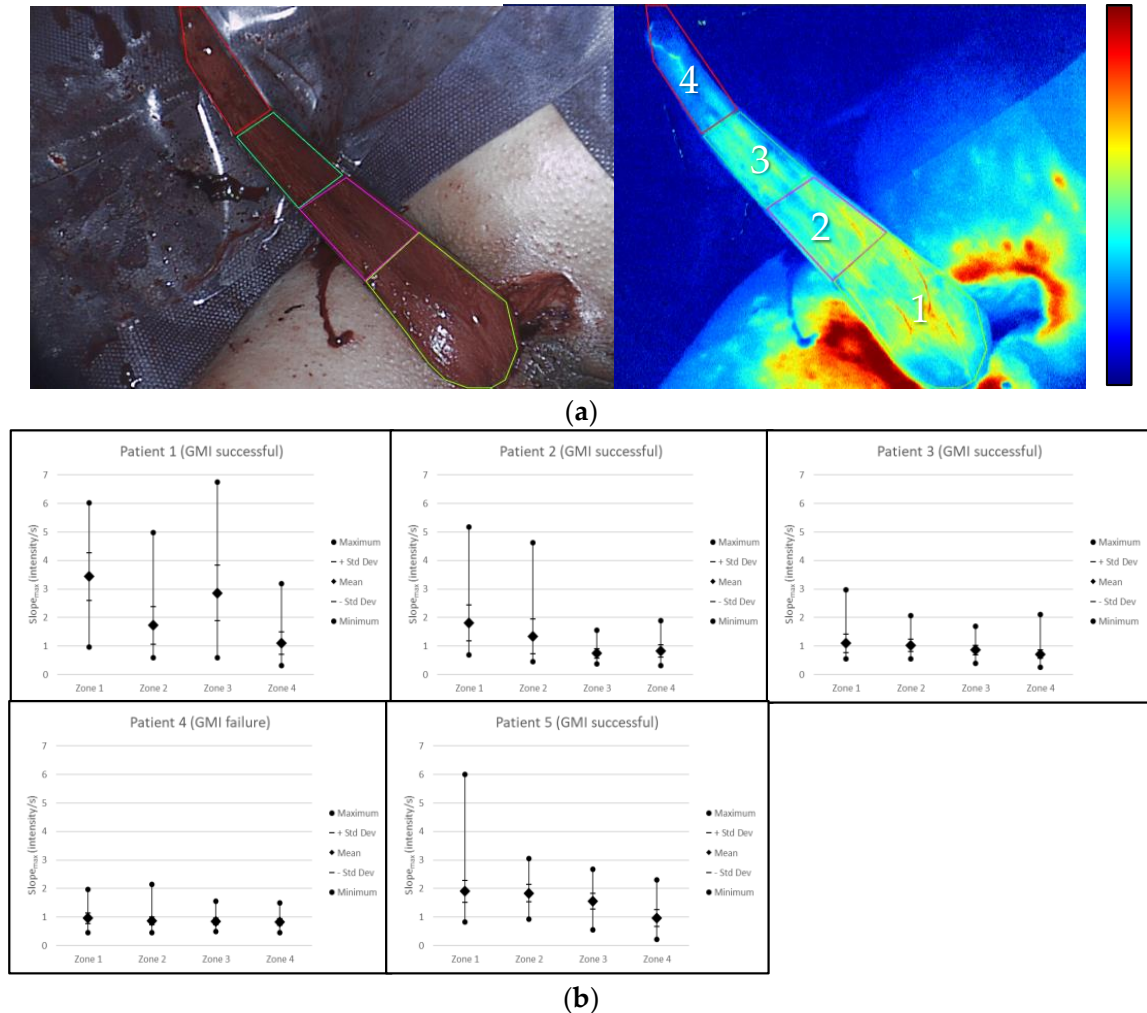 4
3
2
1
(a)
Patient 1 (GMI successful)
Slopemax (intensity/s)
7
6
5
4
3
2
1
0
Zone 1 Zone 2 Zone 3 Zone 4
Maximum
+ Std Dev
Mean
- Std Dev
Minimum
Patient 2 (GMI successful)
Slopemax (intensity/s)
7
6
5
4
3
2
1
0
Zone 1 Zone 2 Zone 3 Zone 4
Maximum
+ Std Dev
Mean
- Std Dev
Minimum
Patient 3 (GMI successful)
Slopemax (intensity/s)
7
6
5
4
3
2
1
0
Zone 1 Zone 2 Zone 3 Zone 4
Maximum
+ Std Dev
Mean
- Std Dev
Minimum
Patient 4 (GMI failure)
Slopemax (intensity/s)
7
6
5
4
3
2
1
0
Zone 1 Zone 2 Zone 3 Zone 4
Maximum
+ Std Dev
Mean
- Std Dev
Minimum
Patient 5 (GMI successful)
Slopemax (intensity/s)
7
6
5
4
3
2
1
0
Zone 1 Zone 2 Zone 3 Zone 4
Maximum
+ Std Dev
Mean
- Std Dev
Minimum
(b)